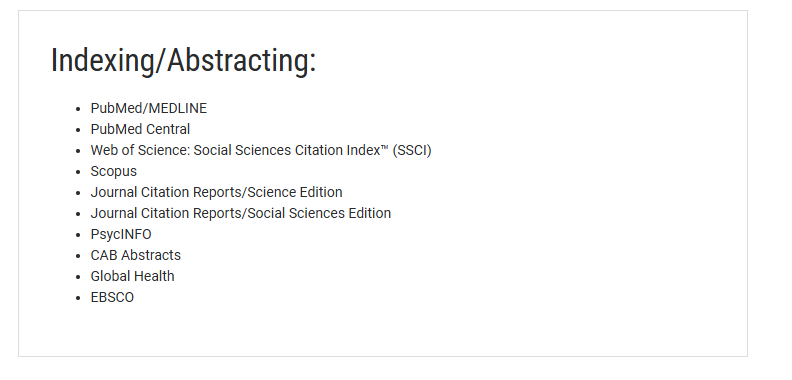 Indexing/Abstracting:
PubMed/MEDLINE
PubMed Central
Web of Science: Social Sciences Citation Index™ (SSCI)
Scopus
Journal Citation Reports/Science Edition
Journal Citation Reports/Social Sciences Edition
PsycINFO
CAB Abstracts
Global Health
EBSCO